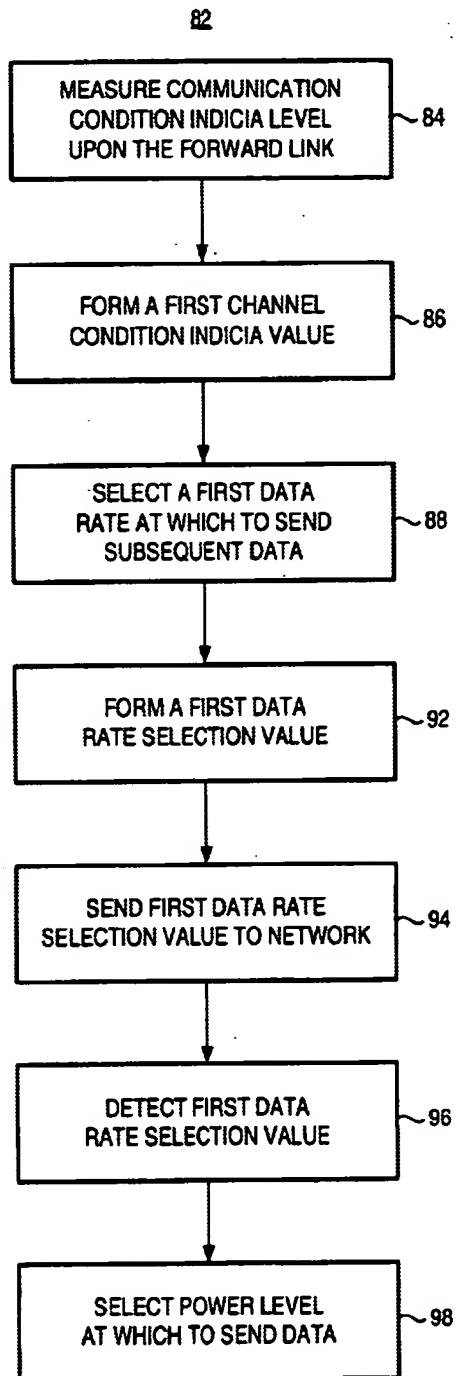 82
MEASURE COMMUNICATION
CONDITION INDICIA LEVEL
UPON THE FORWARD LINK
84
FORM A FIRST CHANNEL
CONDITION INDICIA VALUE
86
SELECT A FIRST DATA
RATE AT WHICH TO SEND
SUBSEQUENT DATA
88
FORM A FIRST DATA
RATE SELECTION VALUE
92
SEND FIRST DATA RATE
SELECTION VALUE TO NETWORK
94
DETECT FIRST DATA
RATE SELECTION VALUE
96
SELECT POWER LEVEL
AT WHICH TO SEND DATA
98